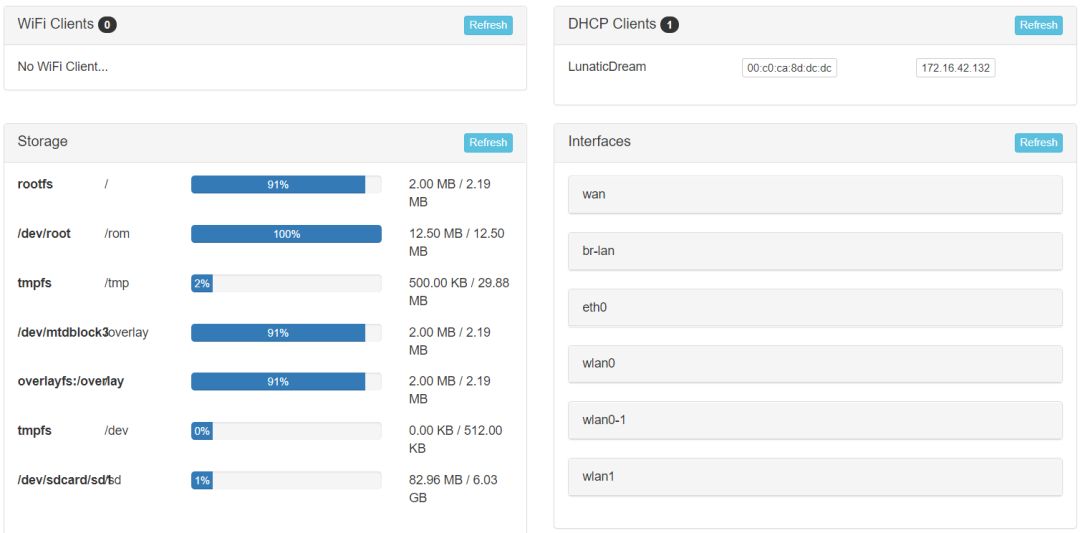 WiFi Clients 0 Refresh
No WiFi Client...
DHCP Clients 1 Refresh
LunaticDream 00:c0:ca:8d:dc:dc 172.16.42.132
Storage Refresh
rootfs / 91% 2.00 MB / 2.19
MB
/dev/root /rom 100% 12.50 MB / 12.50
MB
tmpfs /tmp 2% 500.00 KB / 29.88
MB
/dev/mtdblock3 /overlay 91% 2.00 MB / 2.19
MB
overlayfs:/overlay / 91% 2.00 MB / 2.19
MB
tmpfs /dev 0% 0.00 KB / 512.00
KB
/dev/sdcard/sd1 /sd 1% 82.96 MB / 6.03
GB
Interfaces Refresh
wan
br-lan
eth0
wlan0
wlan0-1
wlan1